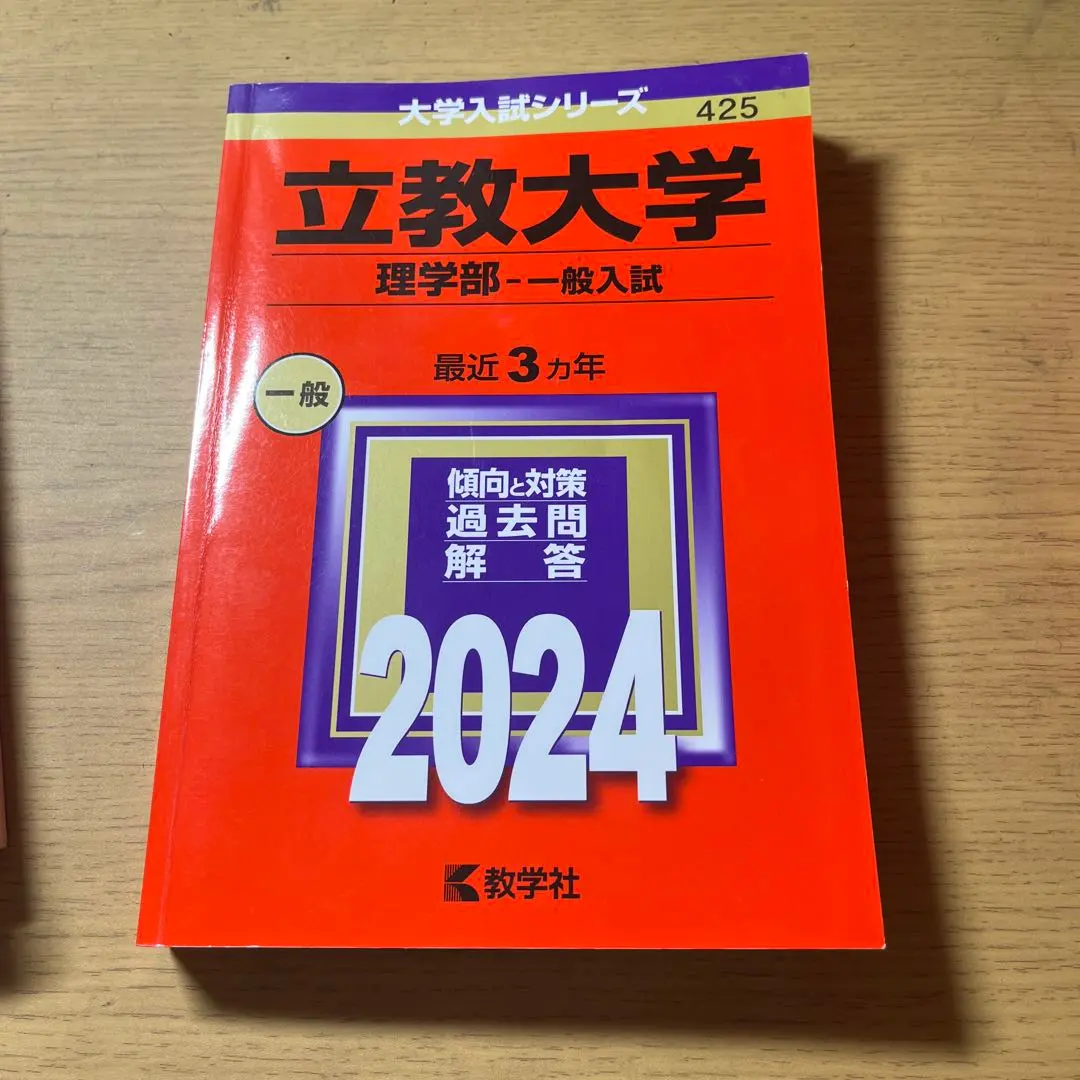 大学入試シリーズ
425
立教大学
理学部-一般入試
最近3カ年
一般
傾向と対策
過去問
解答
2024
教学社